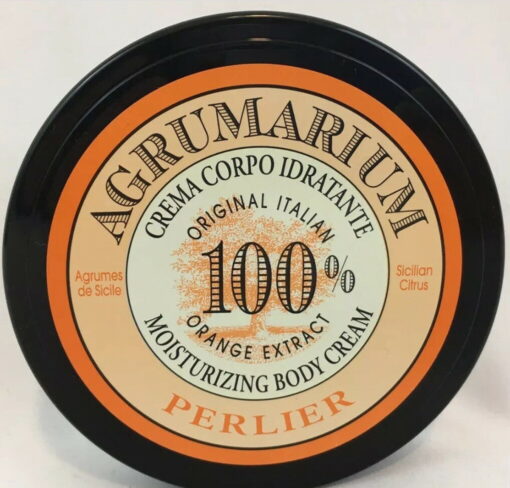 AGRUMARIUM
CREMA CORPO IDRATANTE
ORIGINAL ITALIAN
100%
ORANGE EXTRACT
MOISTURIZING BODY CREAM
Agrumes
de Sicile
Sicilian
Citrus
PERLIER